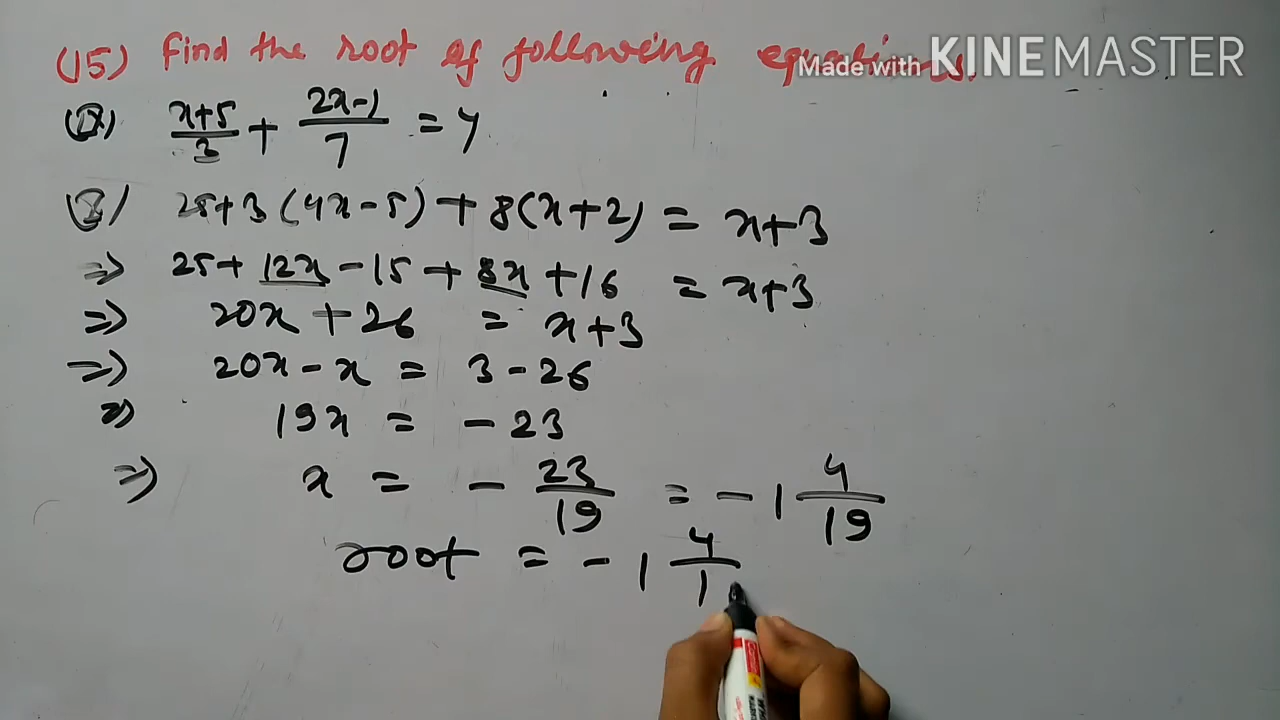 (15) Find the root of following equations. Made with KINEMASTER
x+5/3 + 2x-1/7 = 4
25+3(4x-5)+8(x+2) = x+3
=> 25+12x-15+8x+16 = x+3
=> 20x+26 = x+3
=> 20x-x = 3-26
=> 19x = -23
=> x = -23/19 = -1 4/19
root = -1 4/1